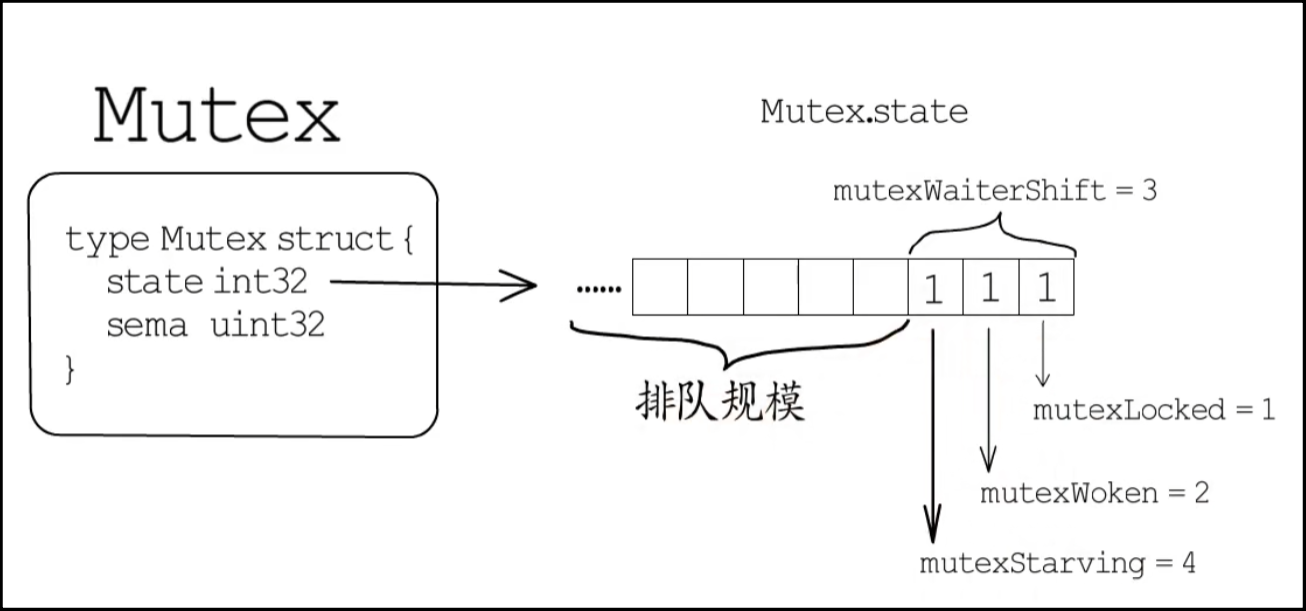 Mutex
type Mutex struct {
state int32
sema uint32
}
Mutex.state
mutexWaiterShift = 3
...... 1 1 1
排队规模
mutexLocked = 1
mutexWoken = 2
mutexStarving = 4